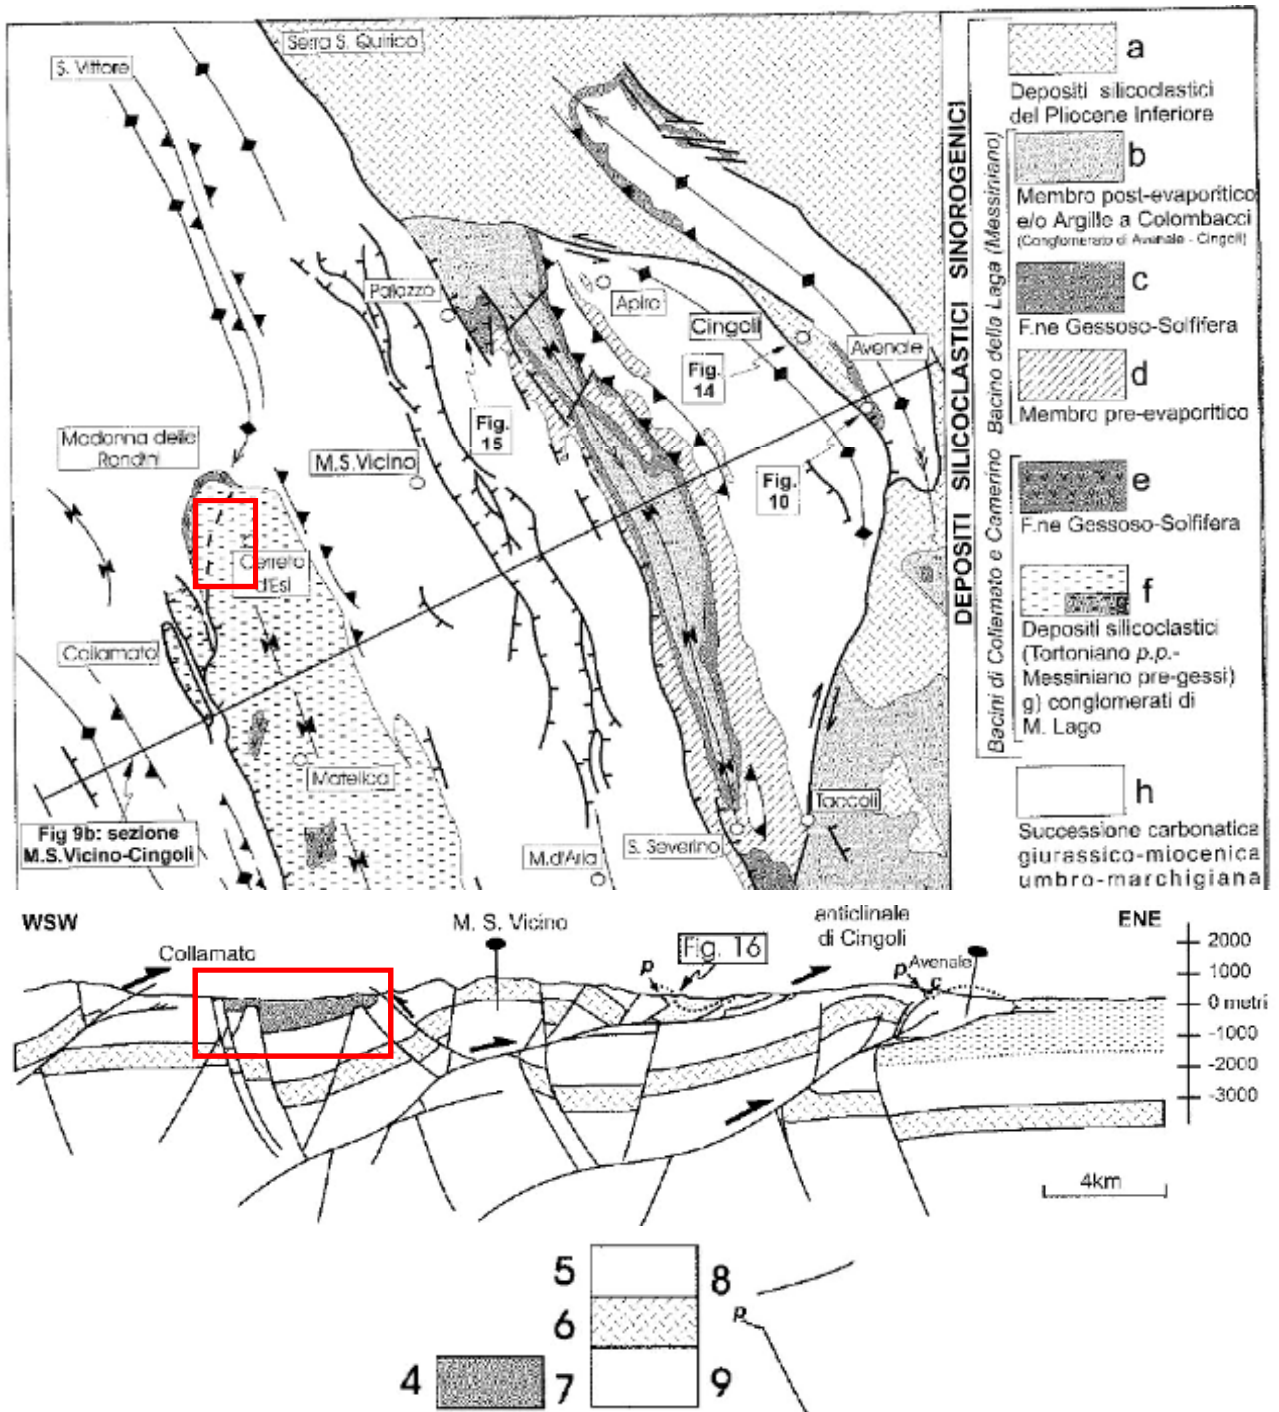 Serra S. Quirico
S. Vittore
Palazzo
Apiro
Cingoli
Avenale
Fig.
14
Fig.
15
Madonna delle
Rondini
M.S.Vicino
Fig.
10
Cerreto
d'Esi
Collamato
Matelica
Fig 9b: sezione
M.S.Vicino-Cingoli
M.d'Aria
S. Severino
Taccoli
DEPOSITI SILICOCLASTICI SINOROGENICI
Bacino della Laga (Messiniano)
Bacini di Collamato e Camerino
a
Depositi silicoclastici
del Pliocene Inferiore
b
Membro post-evaporitico
e/o Argille a Colombacci
(Conglomerato di Avenale - Cingoli)
c
F.ne Gessoso-Solfifera
d
Membro pre-evaporitico
e
F.ne Gessoso-Solfifera
f
g
Depositi silicoclastici
(Tortoniano p.p.-
Messiniano pre-gessi)
g) conglomerati di
M. Lago
h
Successione carbonatica
giurassico-miocenica
umbro-marchigiana
WSW
Collamato
M. S. Vicino
p
Fig. 16
anticlinale
di Cingoli
p
Avenale
c
ENE
2000
1000
0 metri
-1000
-2000
-3000
4km
5
8
6
p
4
7
9